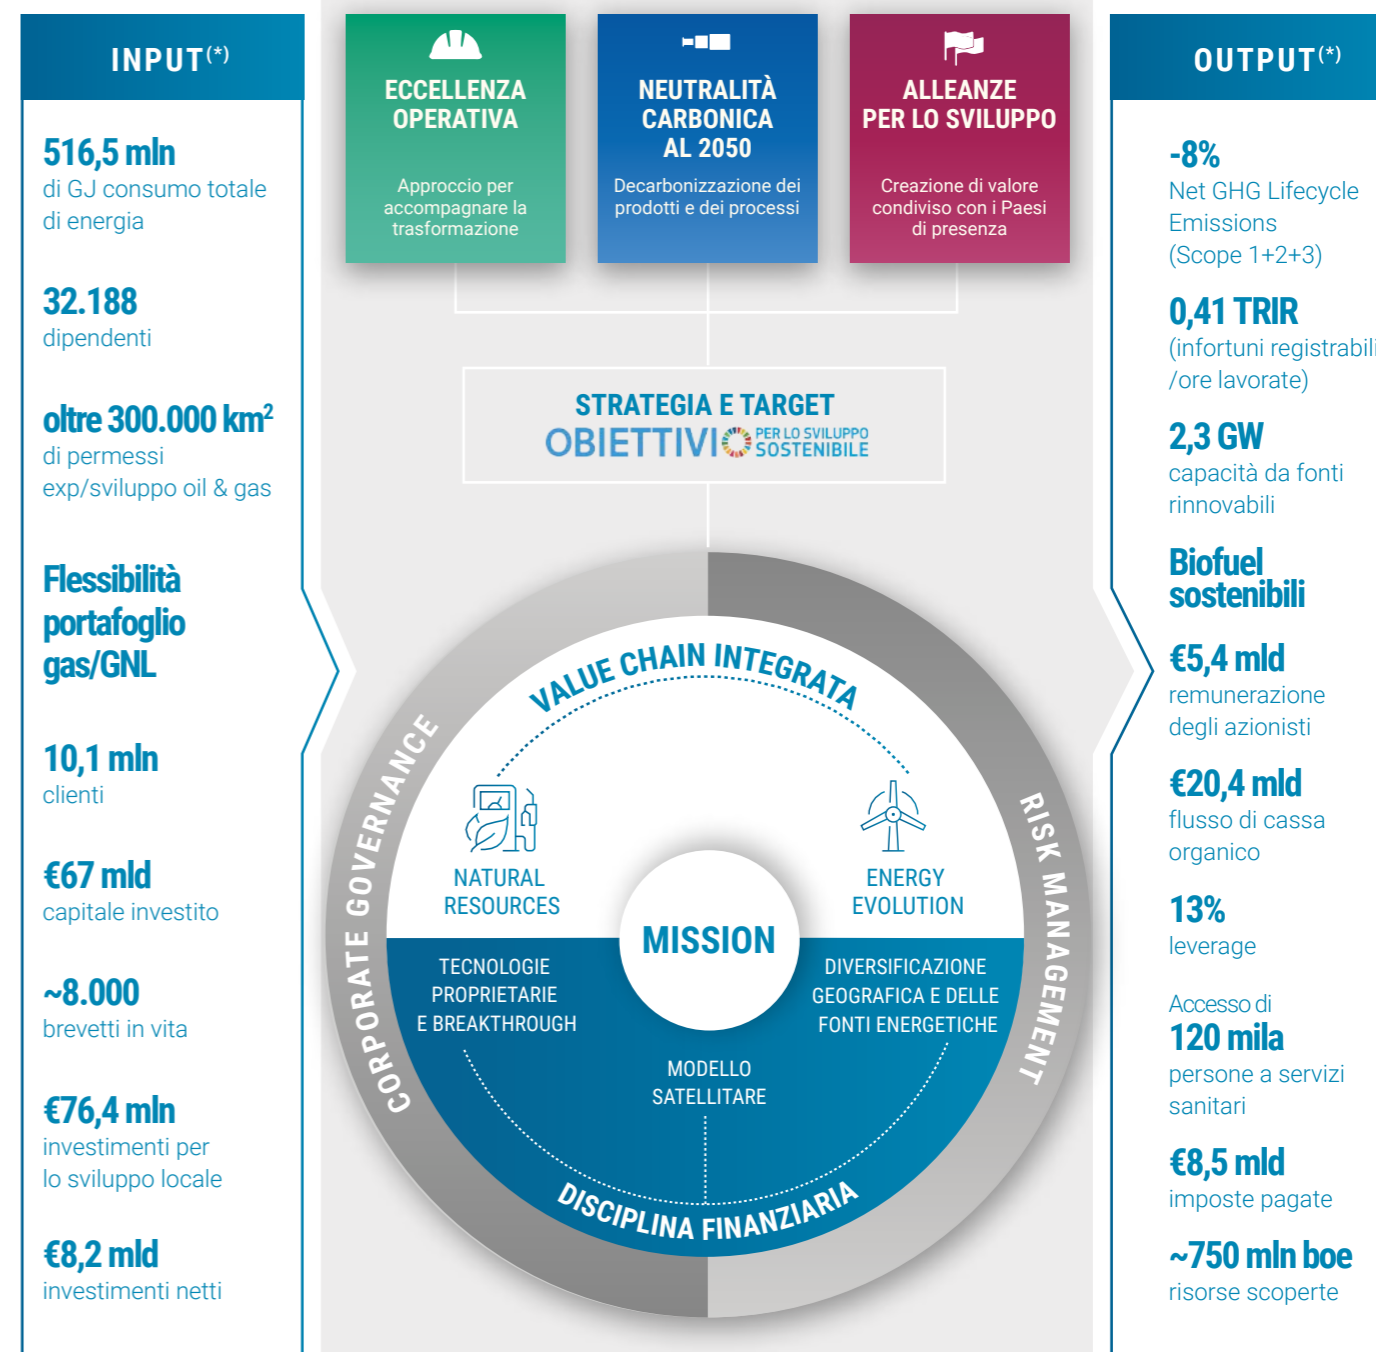 INPUT(*)
516,5 mln
di GJ consumo totale
di energia
32.188
dipendenti
oltre 300.000 km²
di permessi
exp/sviluppo oil & gas
Flessibilità
portafoglio
gas/GNL
10,1 mln
clienti
€67 mld
capitale investito
~8.000
brevetti in vita
€76,4 mln
investimenti per
lo sviluppo locale
€8,2 mld
investimenti netti
ECCELLENZA
OPERATIVA
Approccio per
accompagnare la
trasformazione
NEUTRALITÀ
CARBONICA
AL 2050
Decarbonizzazione dei
prodotti e dei processi
ALLEANZE
PER LO SVILUPPO
Creazione di valore
condiviso con i Paesi
di presenza
STRATEGIA E TARGET
OBIETTIVI PER LO SVILUPPO
SOSTENIBILE
CORPORATE GOVERNANCE
RISK MANAGEMENT
VALUE CHAIN INTEGRATA
NATURAL
RESOURCES
ENERGY
EVOLUTION
MISSION
TECNOLOGIE
PROPRIETARIE
E BREAKTHROUGH
MODELLO
SATELLITARE
DIVERSIFICAZIONE
GEOGRAFICA E DELLE
FONTI ENERGETICHE
DISCIPLINA FINANZIARIA
OUTPUT(*)
-8%
Net GHG Lifecycle
Emissions
(Scope 1+2+3)
0,41 TRIR
(infortuni registrabili
/ore lavorate)
2,3 GW
capacità da fonti
rinnovabili
Biofuel
sostenibili
€5,4 mld
remunerazione
degli azionisti
€20,4 mld
flusso di cassa
organico
13%
leverage
Accesso di
120 mila
persone a servizi
sanitari
€8,5 mld
imposte pagate
~750 mln boe
risorse scoperte